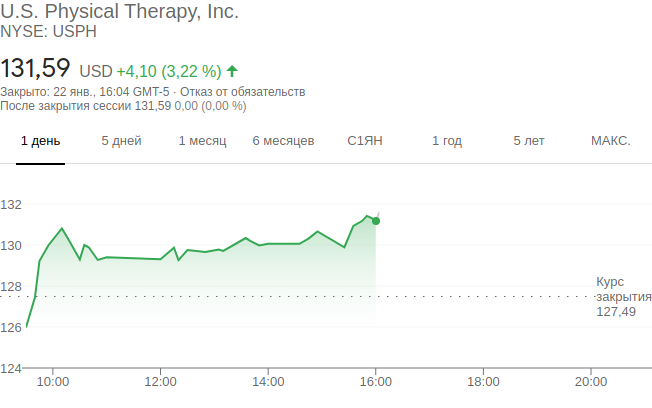 U.S. Physical Therapy, Inc.
NYSE: USPH
131,59 USD +4,10 (3,22 %)
Закрыто: 22 янв., 16:04 GMT-5 · Отказ от обязательств
После закрытия сессии 131,59 0,00 (0,00 %)
1 день 5 дней 1 месяц 6 месяцев С1ЯН 1 год 5 лет МАКС.
132
130
128
126
124
Курс
закрытия
127,49
10:00 12:00 14:00 16:00 18:00 20:00